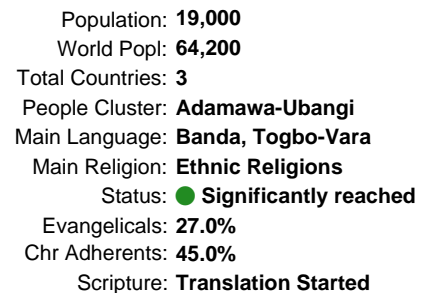 Population: 19,000
World Popl: 64,200
Total Countries: 3
People Cluster: Adamawa-Ubangi
Main Language: Banda, Togbo-Vara
Main Religion: Ethnic Religions
Status: Significantly reached
Evangelicals: 27.0%
Chr Adherents: 45.0%
Scripture: Translation Started